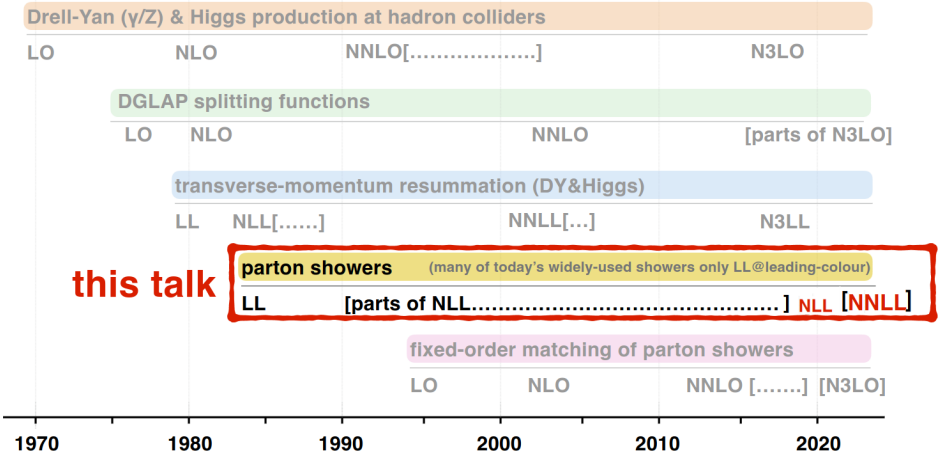 Drell-Yan (γ/Z) & Higgs production at hadron colliders
LO NLO NNLO[...................] N3LO
DGLAP splitting functions
LO NLO NNLO [parts of N3LO]
transverse-momentum resummation (DY&Higgs)
LL NLL[......] NNLL[...] N3LL
this talk
parton showers (many of today's widely-used showers only LL@leading-colour)
LL [parts of NLL.............................................] NLL [NNLL]
fixed-order matching of parton showers
LO NLO NNLO [.......] [N3LO]
1970 1980 1990 2000 2010 2020